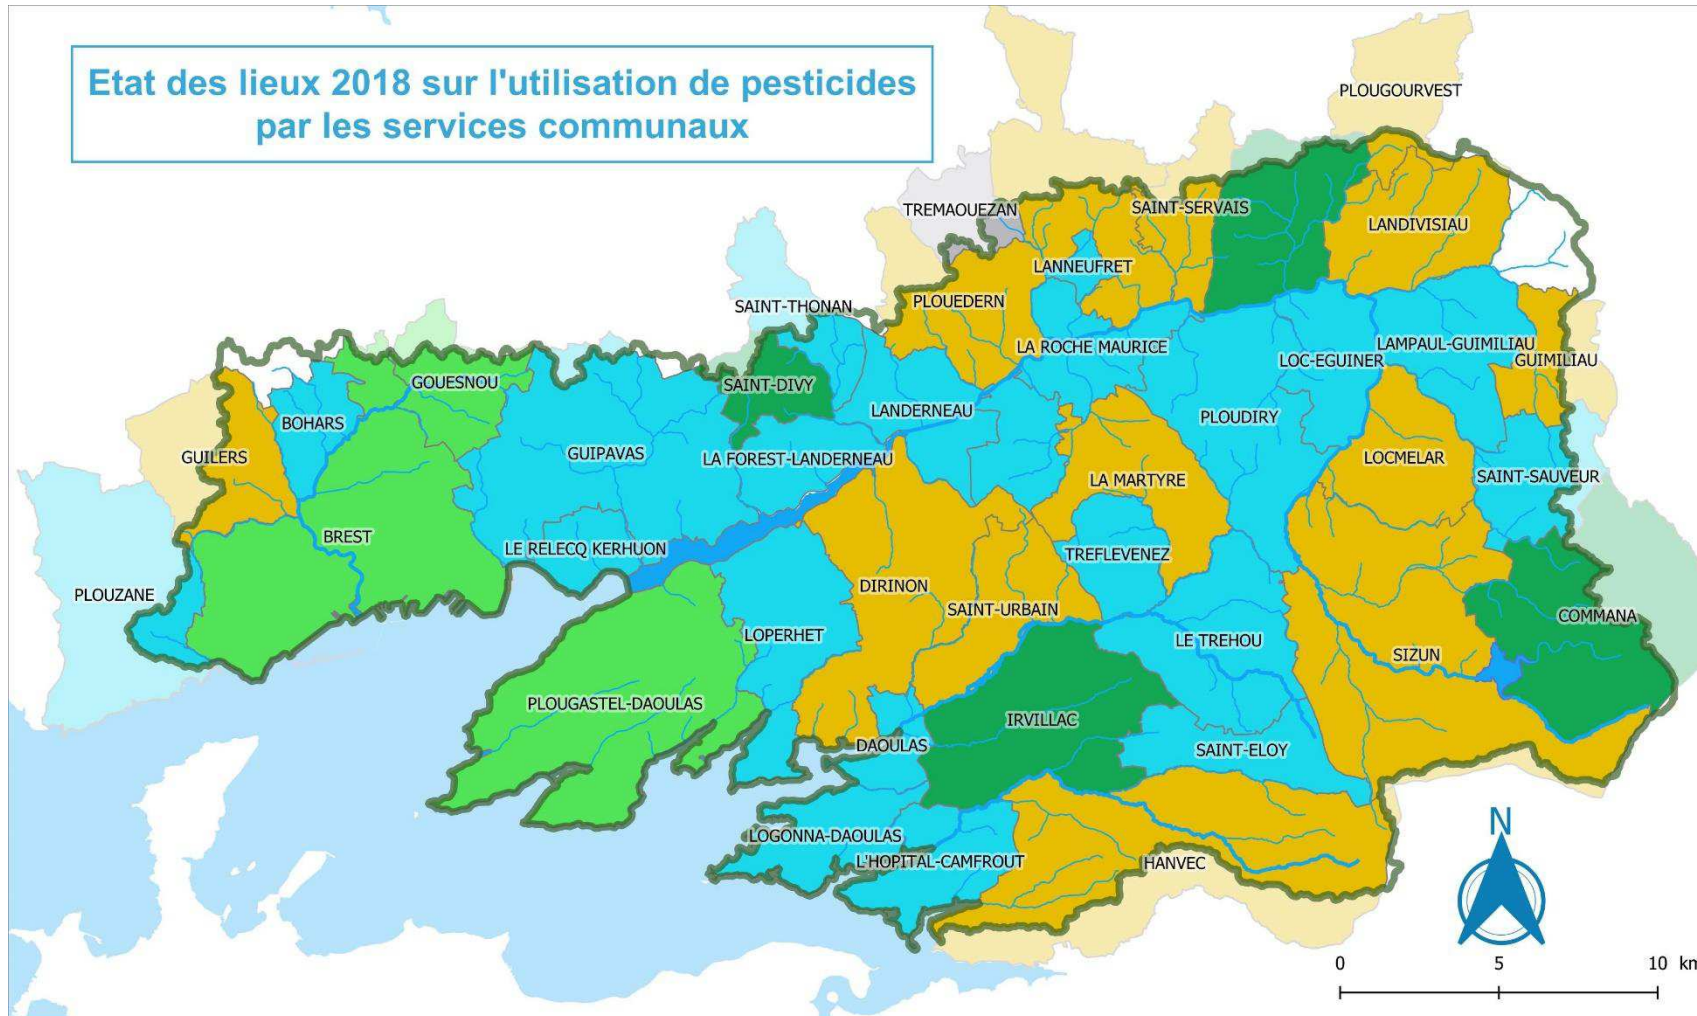 Etat des lieux 2018 sur l'utilisation de pesticides
par les services communaux
PLOUGOURVEST
TREMAOUEZAN
SAINT-SERVAIS
LANDIVISIAU
LANNEUFRET
SAINT-THONAN
PLOUEDERN
LA ROCHE MAURICE
LOC-EGUINER
LAMPAUL-GUIMILIAU
GUIMILIAU
GOUESNOU
SAINT-DIVY
BOHARS
LANDERNEAU
PLOUDIRY
GUILERS
GUIPAVAS
LA FOREST-LANDERNEAU
LOCMELAR
LA MARTYRE
SAINT-SAUVEUR
BREST
LE RELECQ KERHUON
TREFLEVENEZ
PLOUZANE
DIRINON
SAINT-URBAIN
COMMANA
LOPERHET
LE TREHOU
SIZUN
PLOUGASTEL-DAOULAS
IRVILLAC
DAOULAS
SAINT-ELOY
LOGONNA-DAOULAS
L'HOPITAL-CAMFROUT
HANVEC
N
0 5 10 km